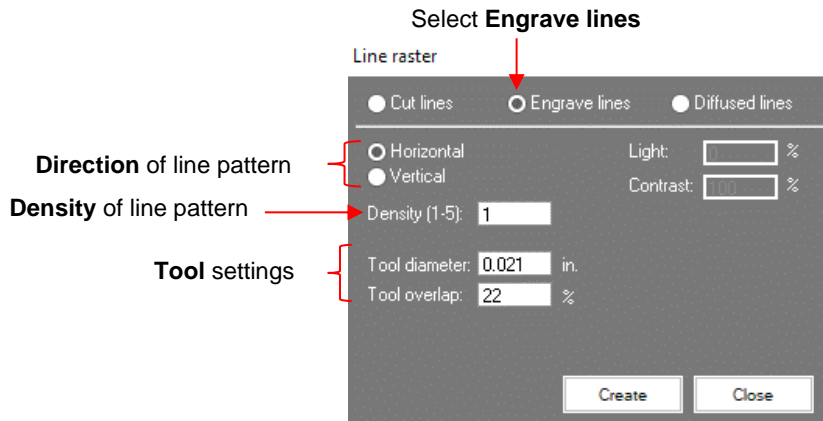 Select Engrave lines
Line raster
Cut lines Engrave lines Diffused lines
Direction of line pattern
Horizontal
Vertical
Light: 0 %
Contrast: 100 %
Density of line pattern
Density (1-5): 1
Tool settings
Tool diameter: 0.021 in.
Tool overlap: 22 %
Create Close